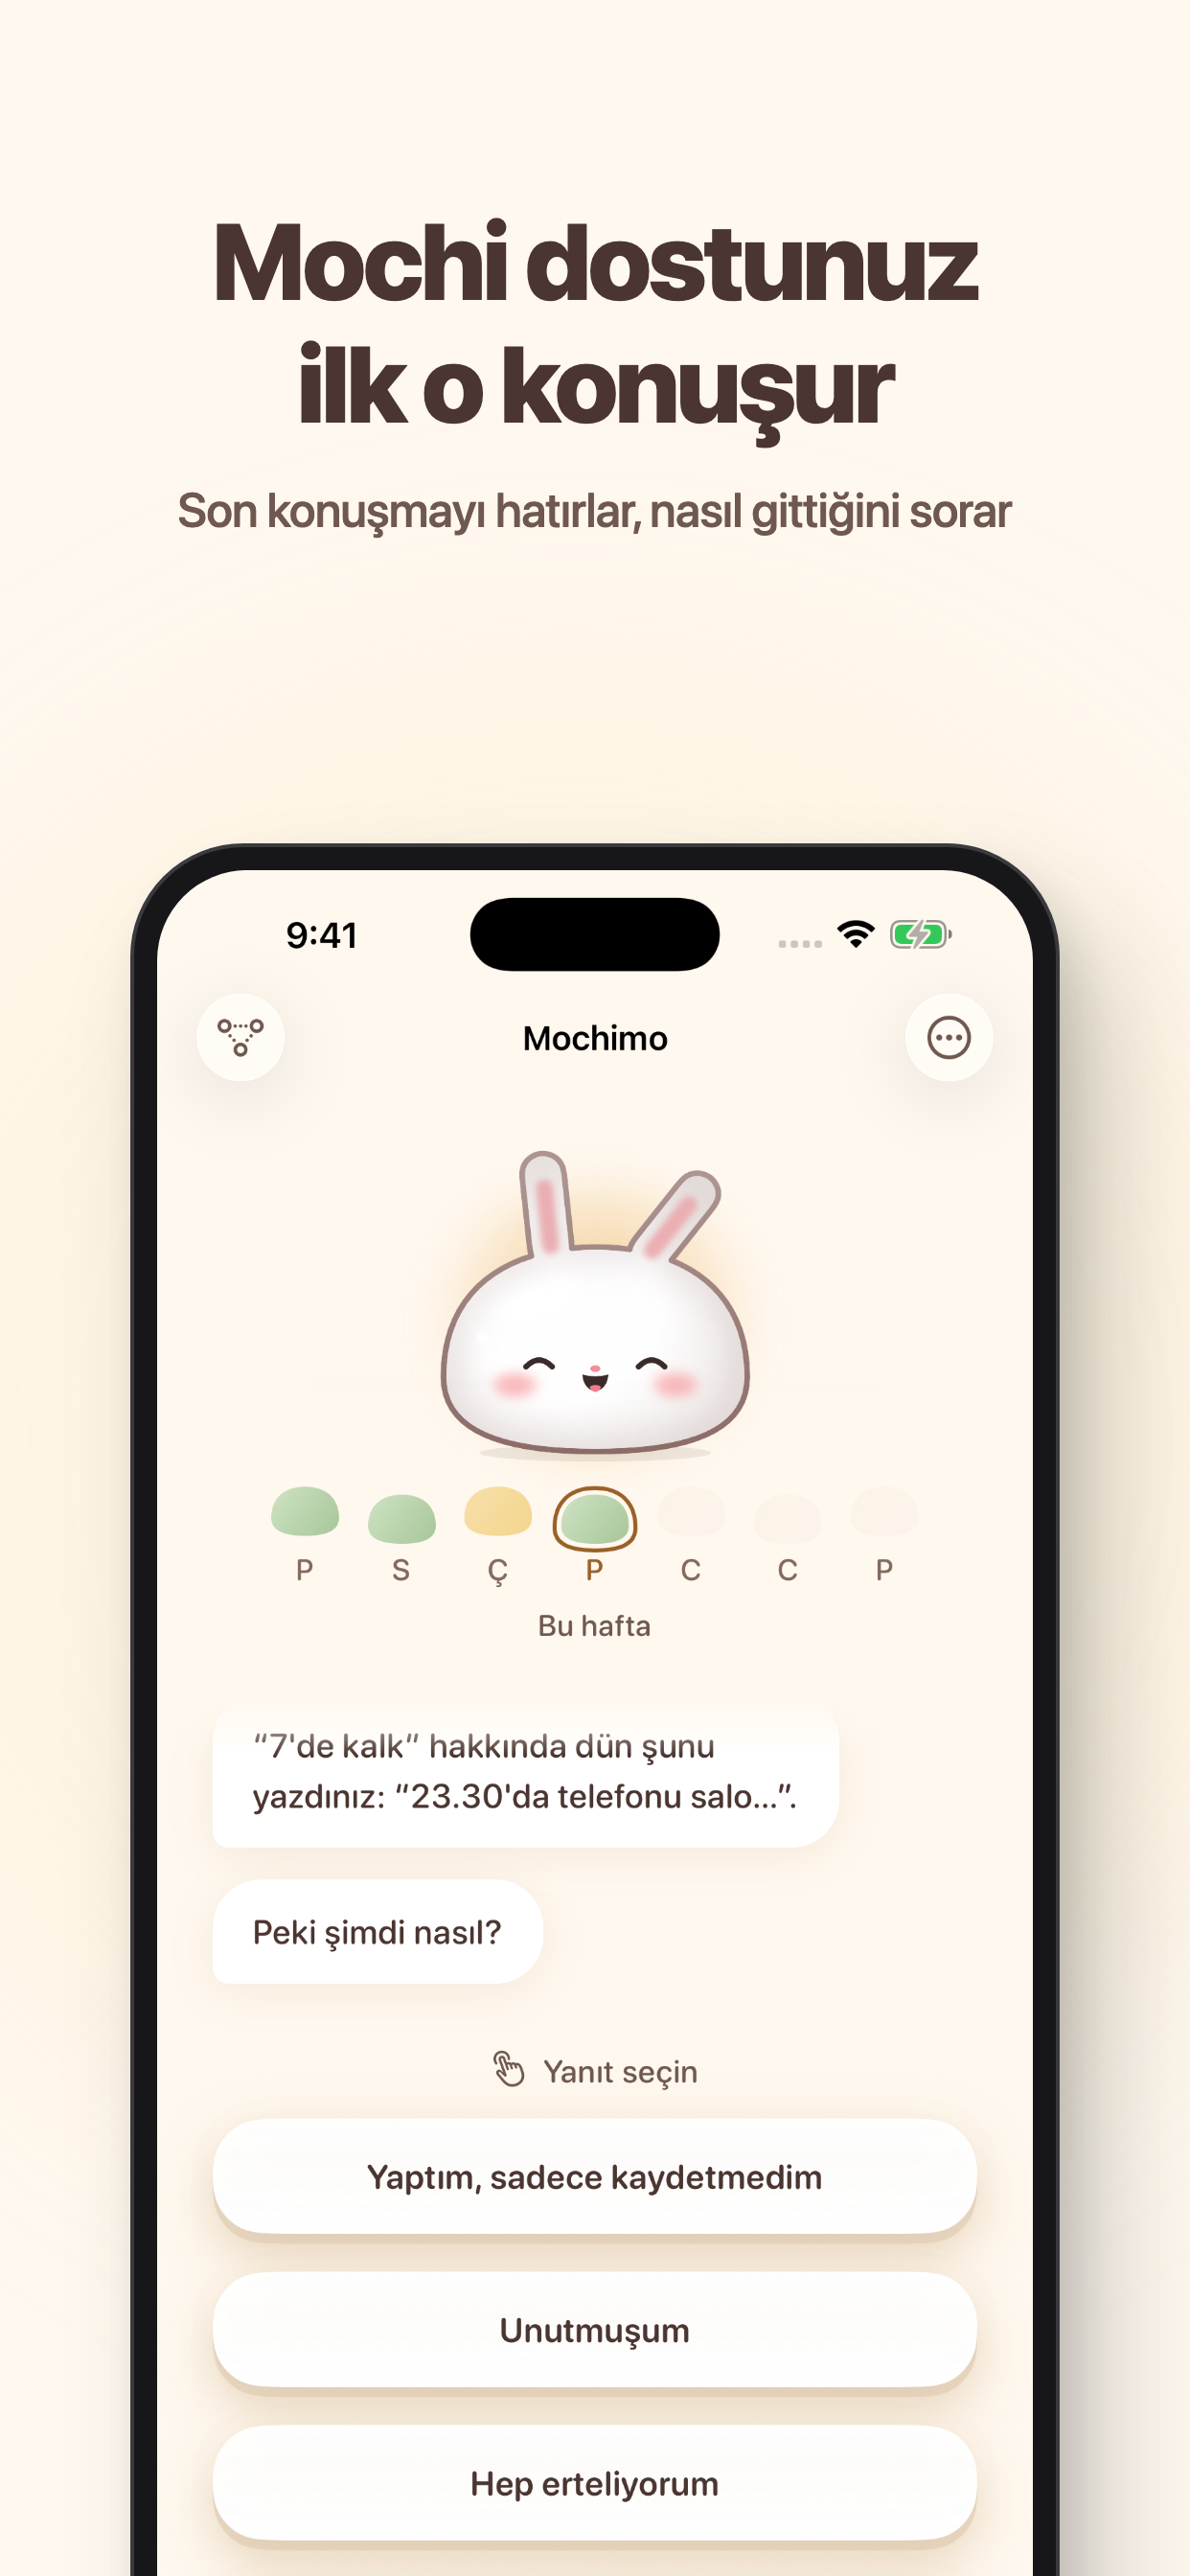 Mochi dostunuz
ilk o konuşur
Son konuşmayı hatırlar, nasıl gittiğini sorar
9:41
Mochimo
P S Ç P C C P
Bu hafta
“7'de kalk” hakkında dün şunu
yazdınız: “23.30'da telefonu salo...”.
Peki şimdi nasıl?
Yanıt seçin
Yaptım, sadece kaydetmedim
Unutmuşum
Hep erteliyorum